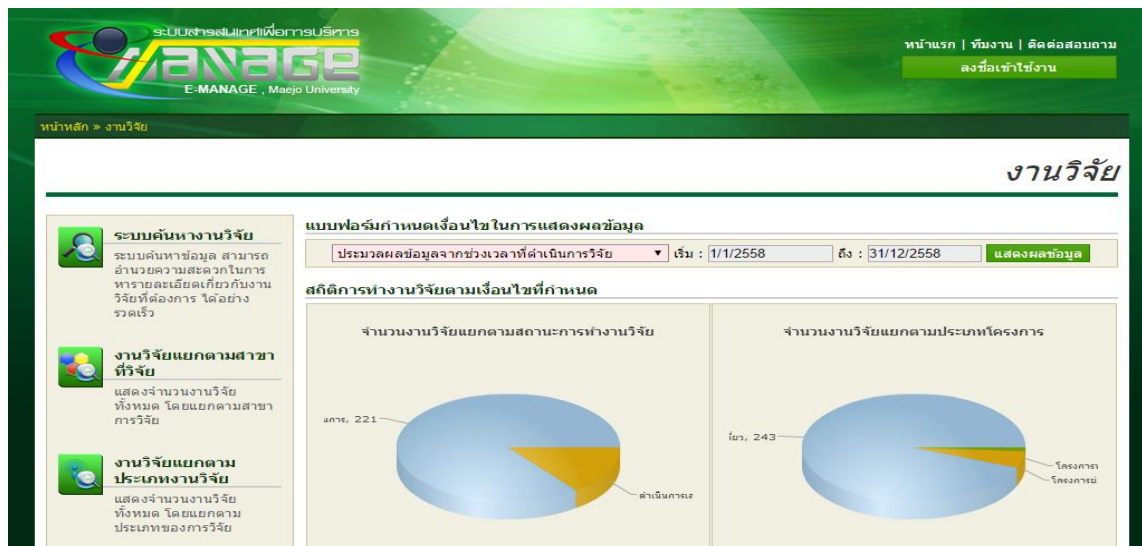 ระบบสารสนเทศเพื่อการบริหาร
Manage
E-MANAGE , Maejo University
หน้าแรก | ทีมงาน | ติดต่อสอบถาม
ลงชื่อเข้าใช้งาน
หน้าหลัก » งานวิจัย
งานวิจัย
ระบบค้นหางานวิจัย
ระบบค้นหาข้อมูล สามารถ
อำนวยความสะดวกในการ
หารายละเอียดเกี่ยวกับงาน
วิจัยที่ต้องการ ได้อย่าง
รวดเร็ว
งานวิจัยแยกตามสาขา
ที่วิจัย
แสดงจำนวนงานวิจัย
ทั้งหมด โดยแยกตามสาขา
การวิจัย
งานวิจัยแยกตาม
ประเภทงานวิจัย
แสดงจำนวนงานวิจัย
ทั้งหมด โดยแยกตาม
ประเภทของการวิจัย
แบบฟอร์มกำหนดเงื่อนไขในการแสดงผลข้อมูล
ประมวลผลข้อมูลจากช่วงเวลาที่ดำเนินการวิจัย ▼ เริ่ม : 1/1/2558 ถึง : 31/12/2558 แสดงผลข้อมูล
สถิติการทำงานวิจัยตามเงื่อนไขที่กำหนด
จำนวนงานวิจัยแยกตามสถานะการทำงานวิจัย
นการ, 221
ดำเนินการเส
จำนวนงานวิจัยแยกตามประเภทโครงการ
ี่ยว, 243
โครงการ
โครงการย่